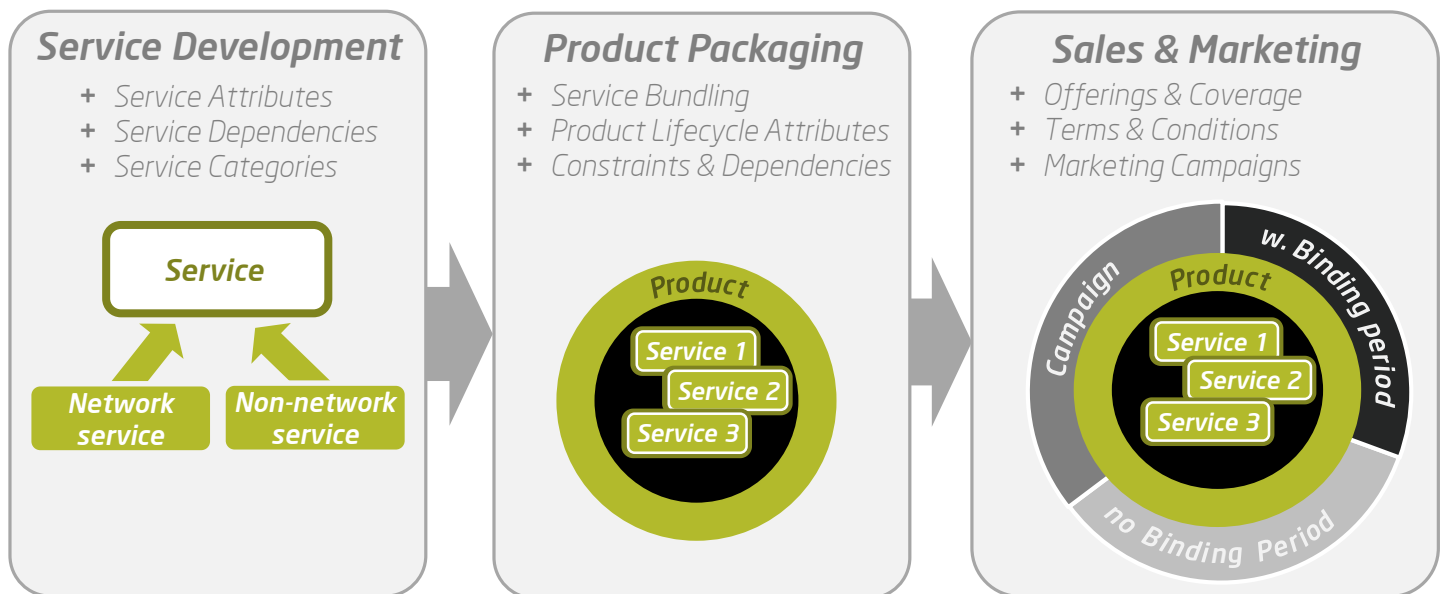 Service Development
+ Service Attributes
+ Service Dependencies
+ Service Categories
Service
Network
service
Non-network
service
Product Packaging
+ Service Bundling
+ Product Lifecycle Attributes
+ Constraints & Dependencies
Product
Service 1
Service 2
Service 3
Sales & Marketing
+ Offerings & Coverage
+ Terms & Conditions
+ Marketing Campaigns
Campaign
w. Binding period
Product
Service 1
Service 2
Service 3
no Binding Period